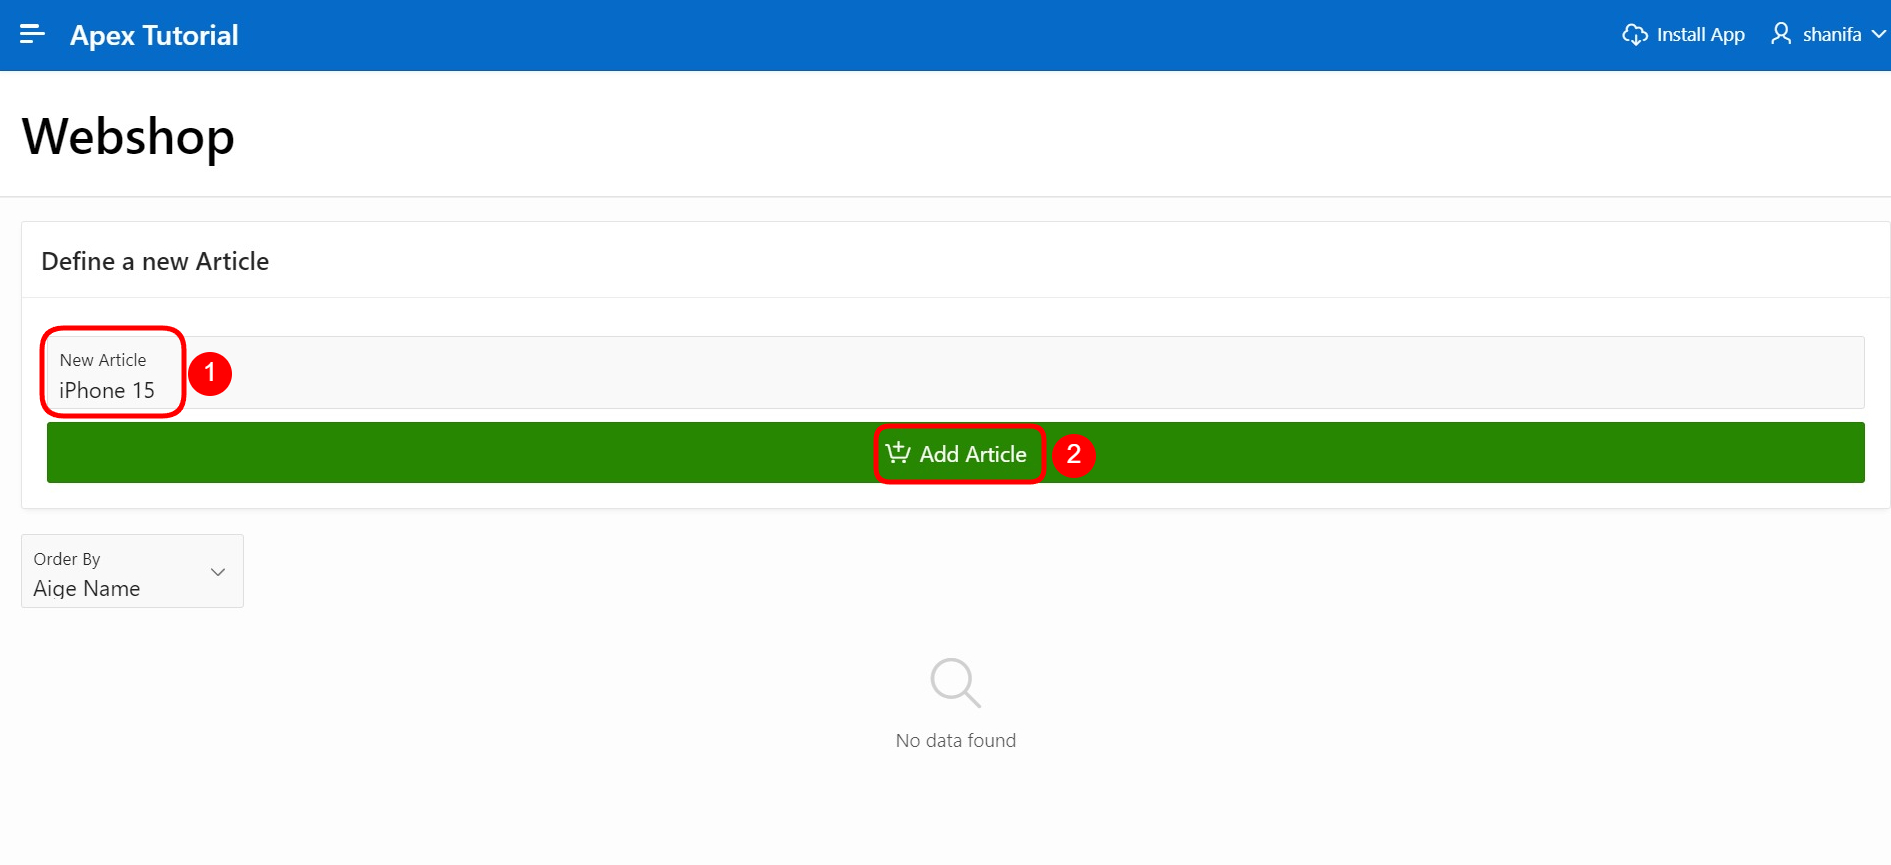 Apex Tutorial
Install App
shanifa
Webshop
Define a new Article
New Article
iPhone 15
1
Add Article
2
Order By
Aige Name
No data found